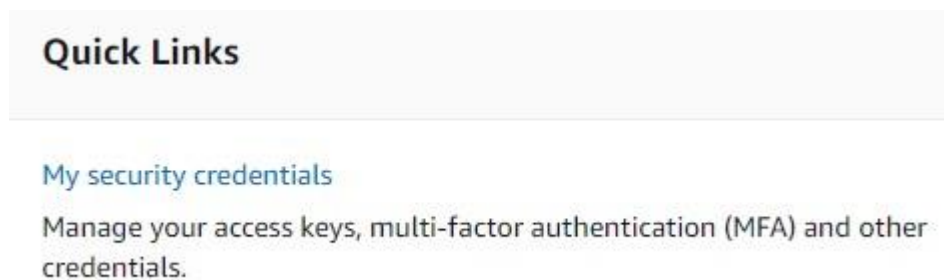 Quick Links
My security credentials
Manage your access keys, multi-factor authentication (MFA) and other
credentials.